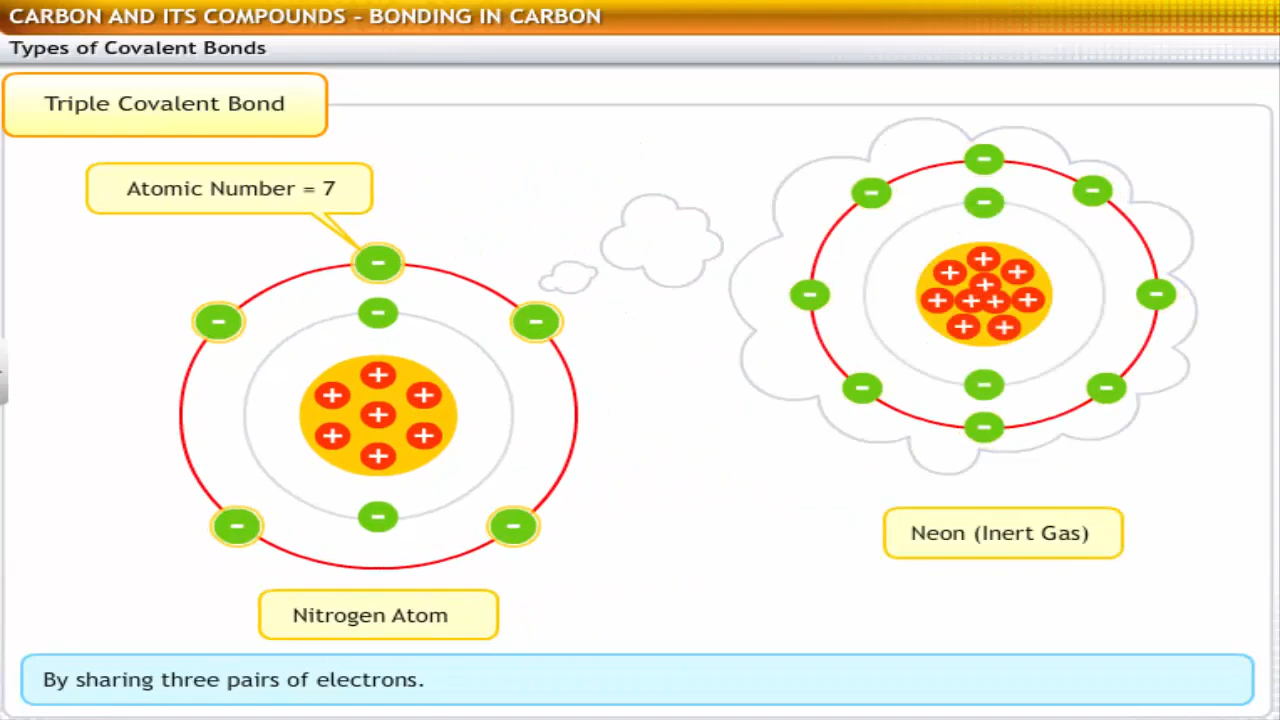 CARBON AND ITS COMPOUNDS - BONDING IN CARBON
Types of Covalent Bonds
Triple Covalent Bond
Atomic Number = 7
Neon (Inert Gas)
Nitrogen Atom
By sharing three pairs of electrons.